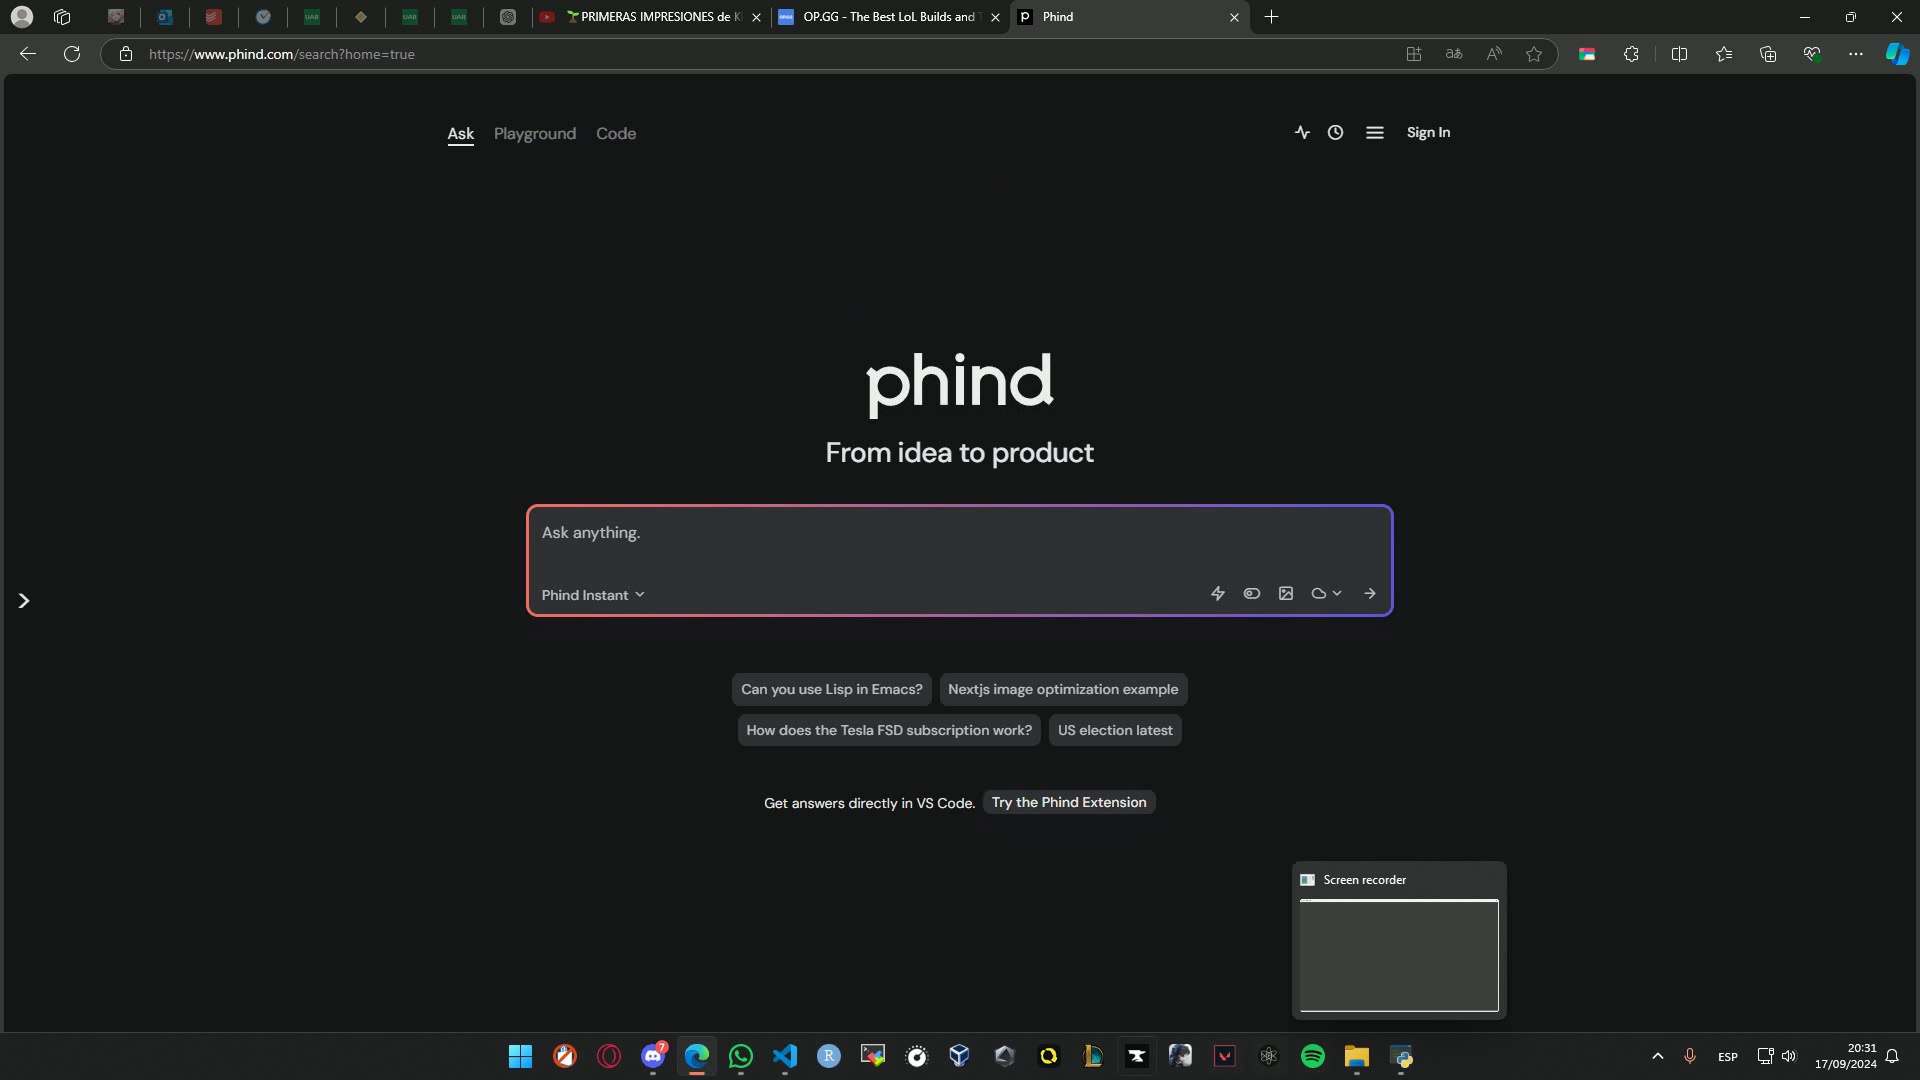 🌱PRIMERAS IMPRESIONES de K
OP.GG - The Best LoL Builds and T
Phind
https://www.phind.com/search?home=true
Ask
Playground
Code
Sign In
phind
From idea to product
Ask anything.
Phind Instant
Can you use Lisp in Emacs?
Nextjs image optimization example
How does the Tesla FSD subscription work?
US election latest
Get answers directly in VS Code.
Try the Phind Extension
Screen recorder
7
ESP
20:31
17/09/2024